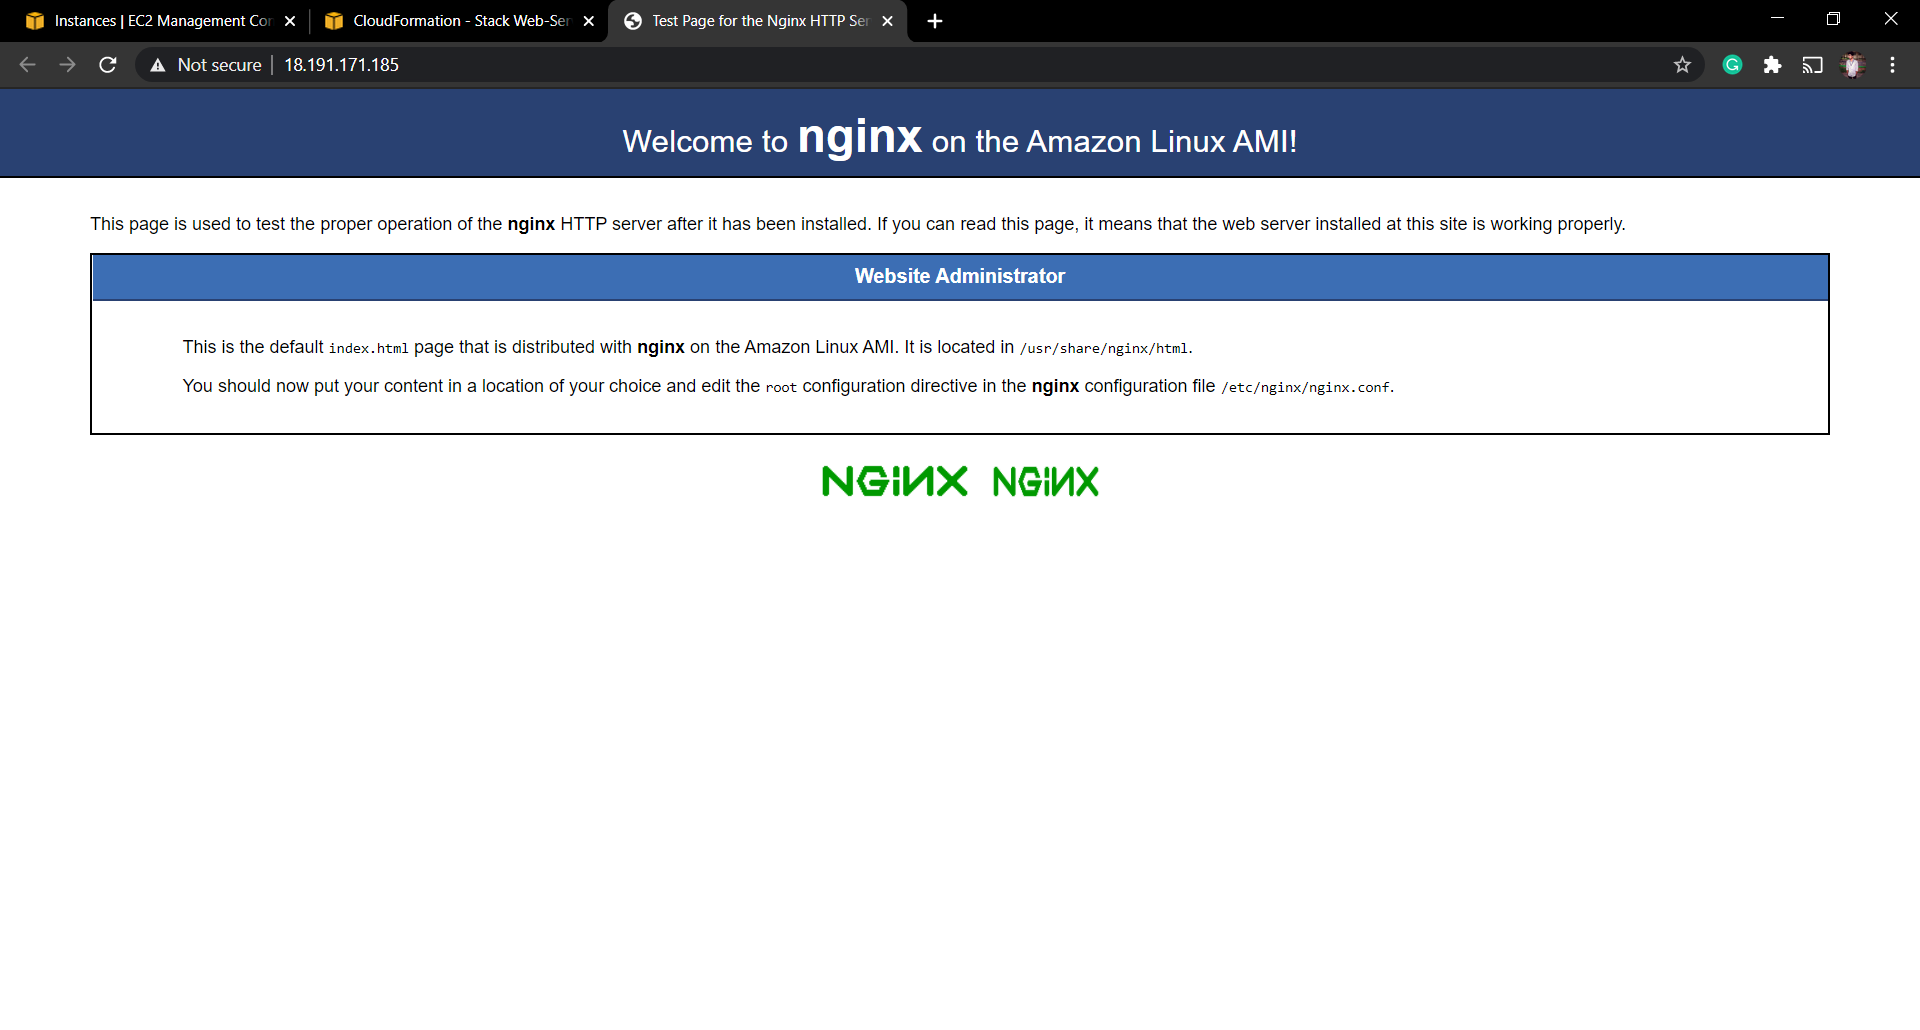 Instances | EC2 Management Con
CloudFormation - Stack Web-Ser
Test Page for the Nginx HTTP Ser
Not secure | 18.191.171.185
Welcome to nginx on the Amazon Linux AMI!
This page is used to test the proper operation of the nginx HTTP server after it has been installed. If you can read this page, it means that the web server installed at this site is working properly.
Website Administrator
This is the default index.html page that is distributed with nginx on the Amazon Linux AMI. It is located in /usr/share/nginx/html.
You should now put your content in a location of your choice and edit the root configuration directive in the nginx configuration file /etc/nginx/nginx.conf.
NGiNX NGiNX